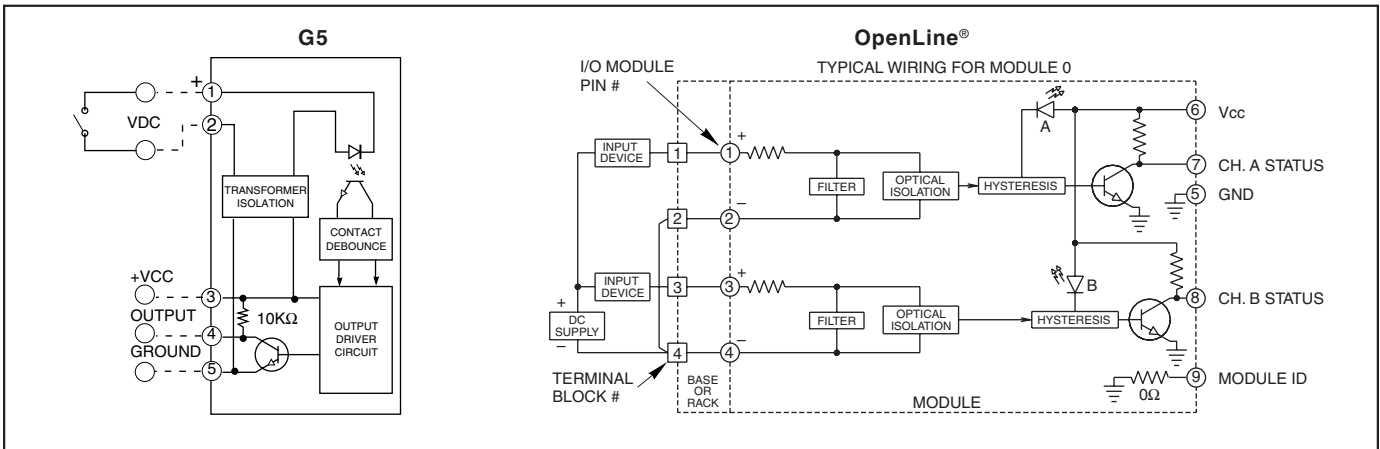 G5
+
1
2
VDC
TRANSFORMER
ISOLATION
CONTACT
DEBOUNCE
+VCC
3
10KΩ
OUTPUT
4
GROUND
5
OUTPUT
DRIVER
CIRCUIT
OpenLine®
I/O MODULE
PIN #
TYPICAL WIRING FOR MODULE 0
A
6
Vcc
INPUT
DEVICE
1
1
+
FILTER
OPTICAL
ISOLATION
HYSTERESIS
7
CH. A STATUS
5
GND
2
2
–
INPUT
DEVICE
3
3
+
B
8
CH. B STATUS
+
DC
SUPPLY
–
FILTER
OPTICAL
ISOLATION
HYSTERESIS
4
4
–
TERMINAL
BLOCK #
BASE
OR
RACK
MODULE
0Ω
9
MODULE ID